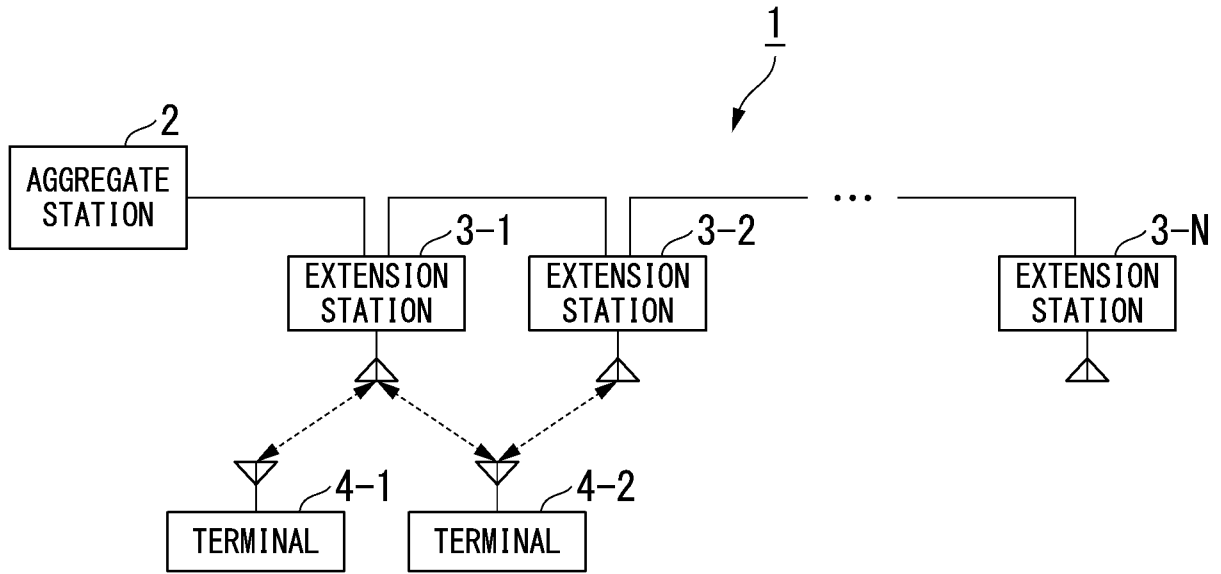 1
2
AGGREGATE
STATION
...
3-1
3-2
3-N
EXTENSION
STATION
EXTENSION
STATION
EXTENSION
STATION
4-1
4-2
TERMINAL
TERMINAL